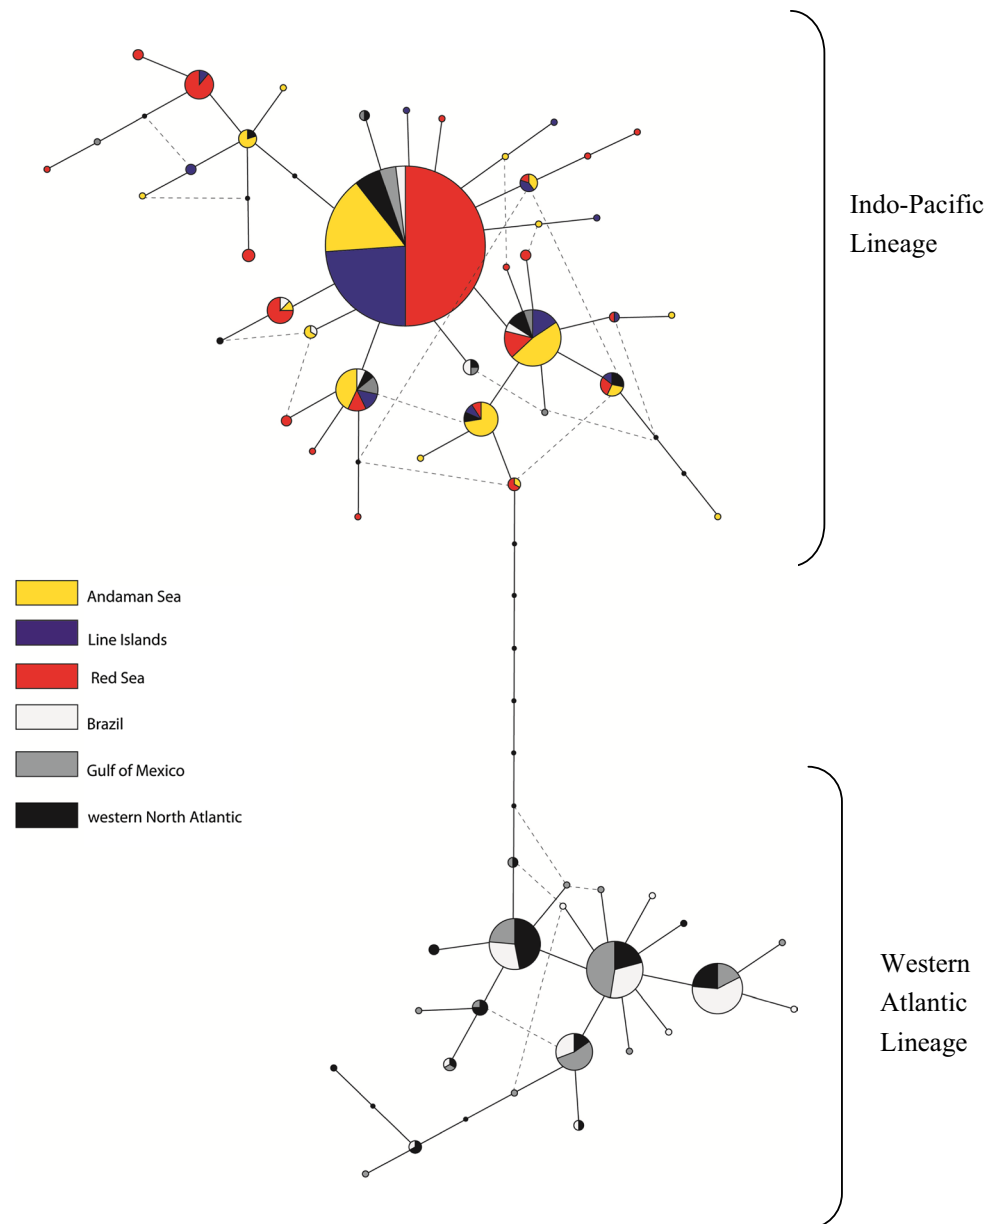 Indo-Pacific
Lineage
Andaman Sea
Line Islands
Red Sea
Brazil
Gulf of Mexico
western North Atlantic
Western
Atlantic
Lineage